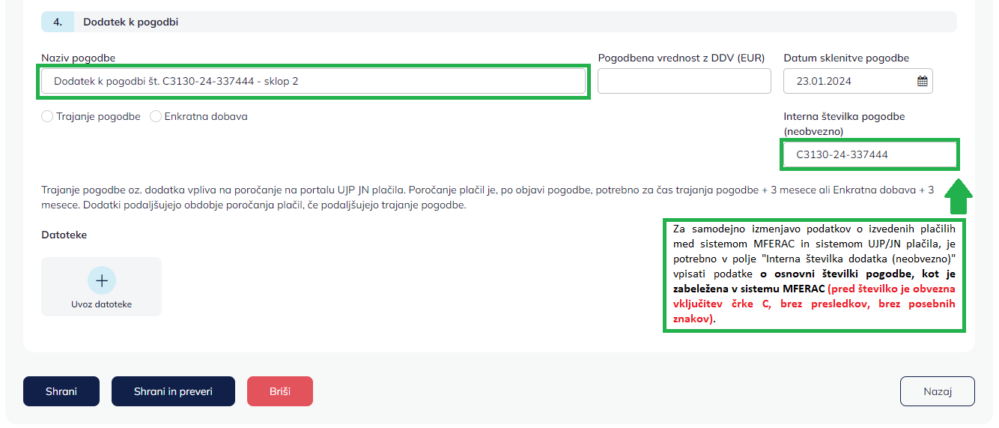 4. Dodatek k pogodbi
Naziv pogodbe
Pogodbena vrednost z DDV (EUR)
Datum sklenitve pogodbe
Dodatek k pogodbi št. C3130-24-337444 - sklop 2
23.01.2024
Trajanje pogodbe
Enkratna dobava
Interna številka pogodbe
(neobvezno)
C3130-24-337444
Trajanje pogodbe oz. dodatka vpliva na poročanje na portalu UJP JN plačila. Poročanje plačil je, po objavi pogodbe, potrebno za čas trajanja pogodbe + 3 mesece ali Enkratna dobava + 3
mesece. Dodatki podaljšujejo obdobje poročanja plačil, če podaljšujejo trajanje pogodbe.
Datoteke
Uvoz datoteke
Za samodejno izmenjavo podatkov o izvedenih plačilih
med sistemom MFERAC in sistemom UJP/JN plačila, je
potrebno v polje "Interna številka dodatka (neobvezno)"
vpisati podatke o osnovni številki pogodbe, kot je
zabeležena v sistemu MFERAC (pred številko je obvezna
vključitev črke C, brez presledkov, brez posebnih
znakov).
Shrani
Shrani in preveri
Briši
Nazaj